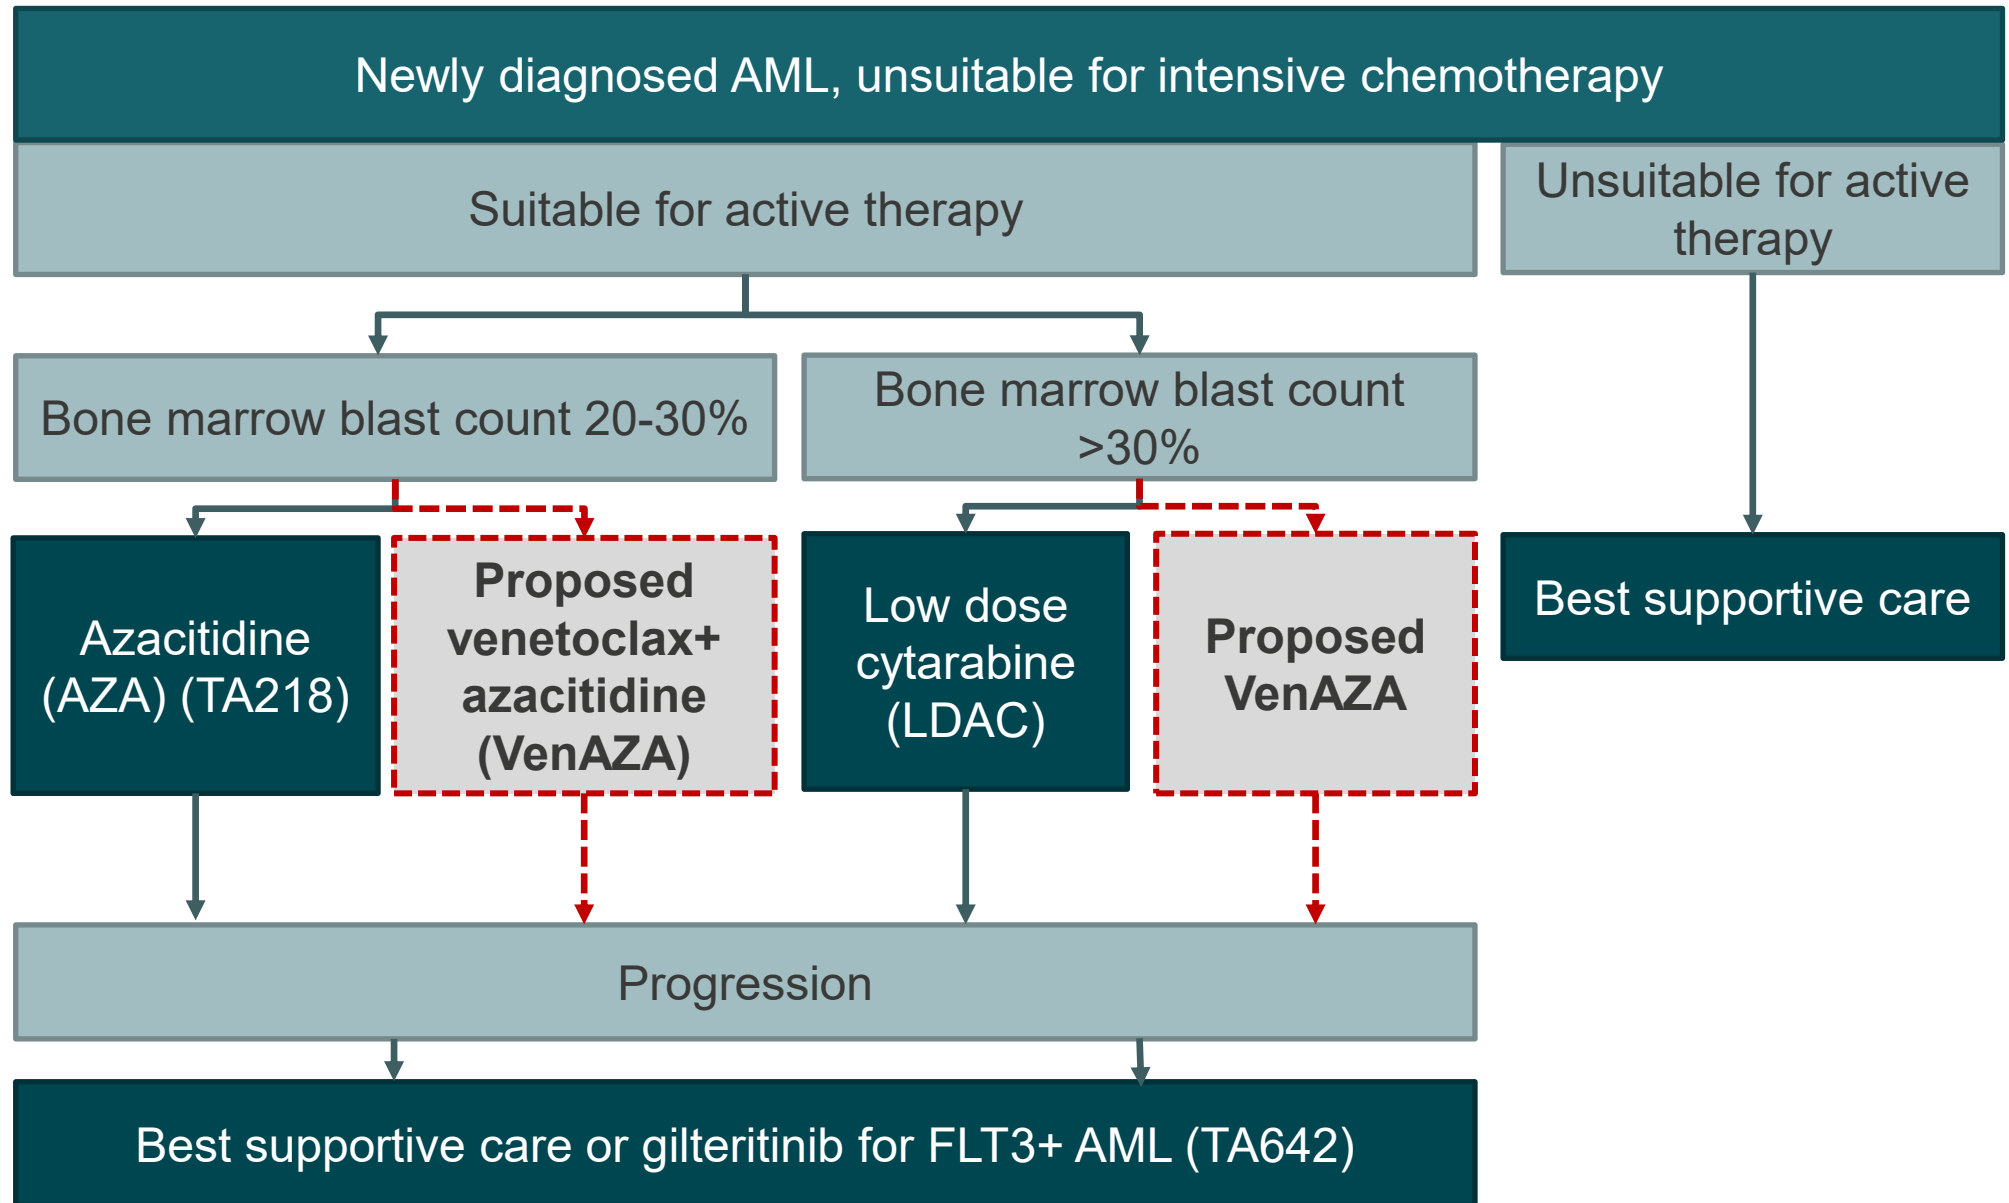 Newly diagnosed AML, unsuitable for intensive chemotherapy
Suitable for active therapy
Unsuitable for active
therapy
Bone marrow blast count 20-30%
Bone marrow blast count
>30%
Azacitidine
(AZA) (TA218)
Proposed
venetoclax+
azacitidine
(VenAZA)
Low dose
cytarabine
(LDAC)
Proposed
VenAZA
Best supportive care
Progression
Best supportive care or gilteritinib for FLT3+ AML (TA642)